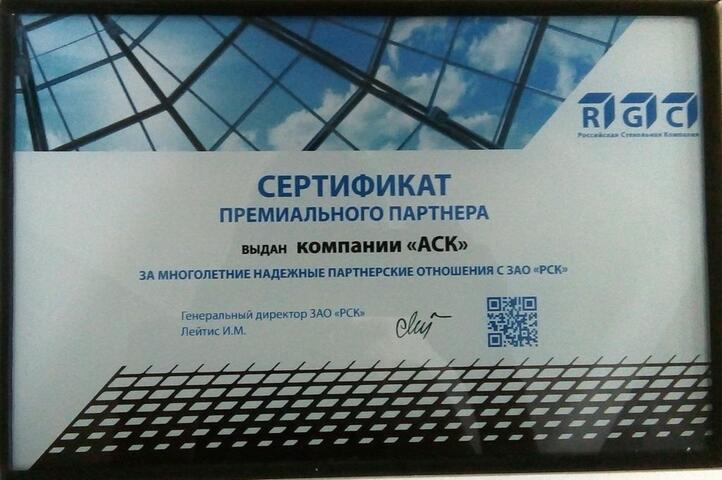 RGC
Российская Стекольная Компания
СЕРТИФИКАТ
ПРЕМИАЛЬНОГО ПАРТНЕРА
ВЫДАН компании «АСК»
ЗА МНОГОЛЕТНИЕ НАДЕЖНЫЕ ПАРТНЕРСКИЕ ОТНОШЕНИЯ С ЗАО «РСК»
Генеральный директор ЗАО «РСК»
Лейтис И.М.